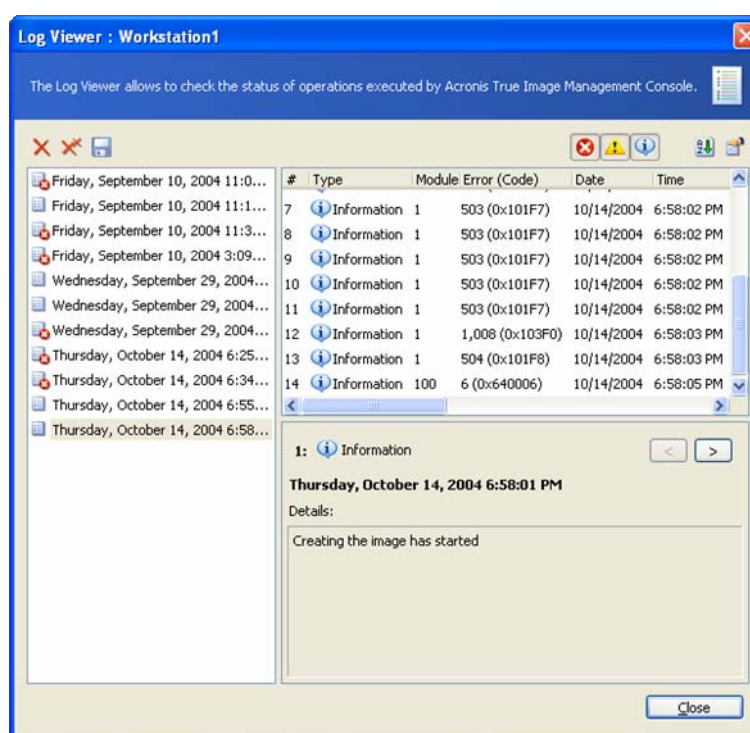 Log Viewer : Workstation1
The Log Viewer allows to check the status of operations executed by Acronis True Image Management Console.
Friday, September 10, 2004 11:0...
Friday, September 10, 2004 11:1...
Friday, September 10, 2004 11:3...
Friday, September 10, 2004 3:09...
Wednesday, September 29, 2004...
Wednesday, September 29, 2004...
Wednesday, September 29, 2004...
Thursday, October 14, 2004 6:25...
Thursday, October 14, 2004 6:34...
Thursday, October 14, 2004 6:55...
Thursday, October 14, 2004 6:58...
# Type Module Error (Code) Date Time
7 Information 1 503 (0x101F7) 10/14/2004 6:58:02 PM
8 Information 1 503 (0x101F7) 10/14/2004 6:58:02 PM
9 Information 1 503 (0x101F7) 10/14/2004 6:58:02 PM
10 Information 1 503 (0x101F7) 10/14/2004 6:58:02 PM
11 Information 1 503 (0x101F7) 10/14/2004 6:58:02 PM
12 Information 1 1,008 (0x103F0) 10/14/2004 6:58:03 PM
13 Information 1 504 (0x101F8) 10/14/2004 6:58:03 PM
14 Information 100 6 (0x640006) 10/14/2004 6:58:05 PM
1: Information
< >
Thursday, October 14, 2004 6:58:01 PM
Details:
Creating the image has started
Close